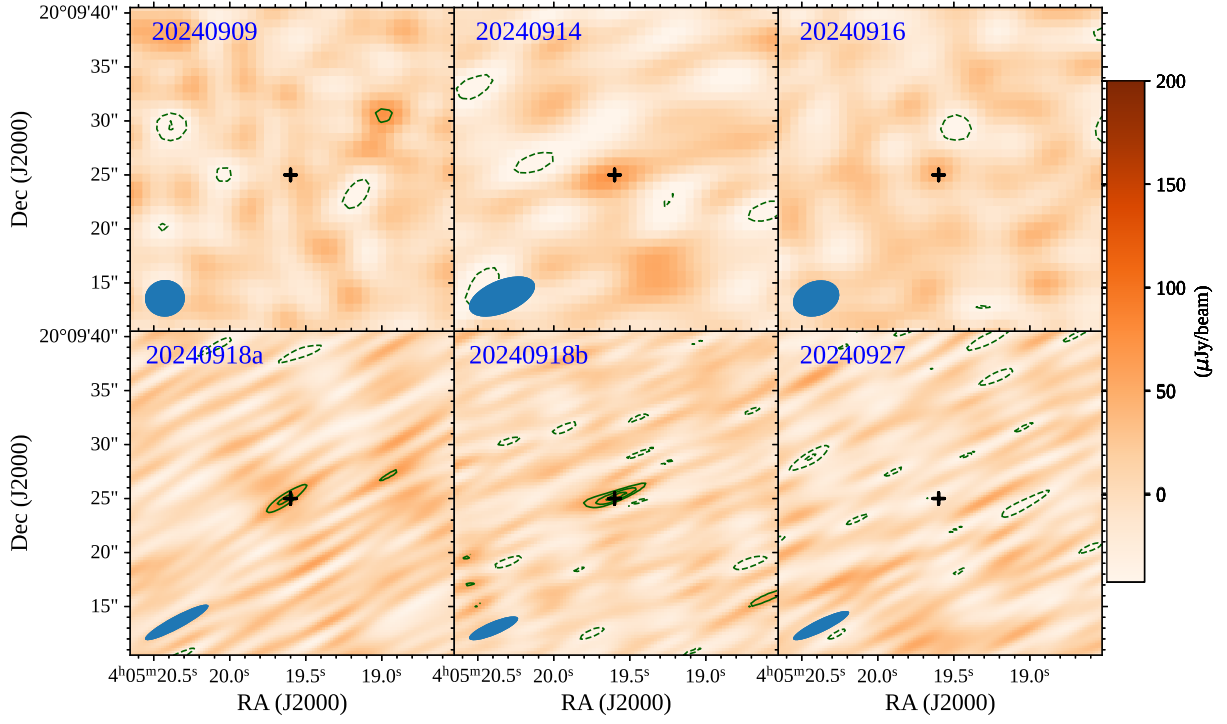 20240909
20240914
20240916
20°09'40"
35"
30"
25"
20"
15"
Dec (J2000)
200
150
100
50
0
(μJy/beam)
20240918a
20240918b
20240927
20°09'40"
35"
30"
25"
20"
15"
Dec (J2000)
4ʰ05ᵐ20.5ˢ 20.0ˢ 19.5ˢ 19.0ˢ
4ʰ05ᵐ20.5ˢ 20.0ˢ 19.5ˢ 19.0ˢ
4ʰ05ᵐ20.5ˢ 20.0ˢ 19.5ˢ 19.0ˢ
RA (J2000)
RA (J2000)
RA (J2000)